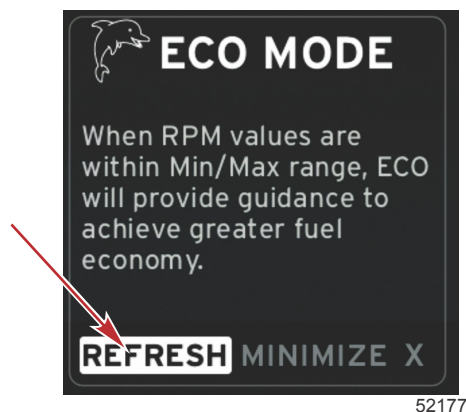 ECO MODE
When RPM values are
within Min/Max range, ECO
will provide guidance to
achieve greater fuel
economy.
REFRESH MINIMIZE X
52177